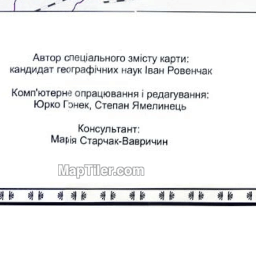 Автор спеціального змісту карти:
кандидат географічних наук Іван Ровенчак
Комп'ютерне опрацювання і редагування:
Юрко Гонек, Степан Ямелинець
Консультант:
Марія Старчак-Вавричин
MapTiler.com